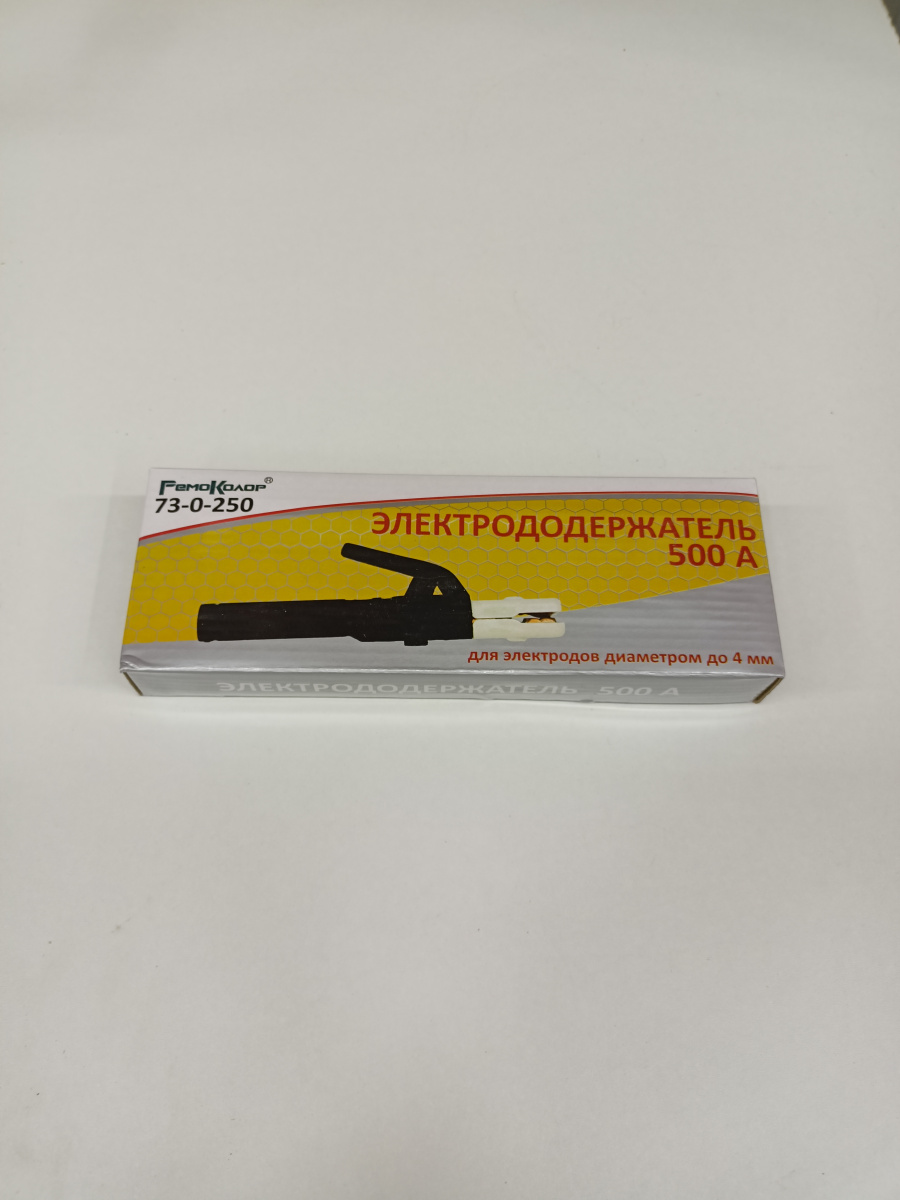 РемоКолор®
73-0-250
ЭЛЕКТРОДОДЕРЖАТЕЛЬ
500 А
для электродов диаметром до 4 мм
ЭЛЕКТРОДОДЕРЖАТЕЛЬ 500 А